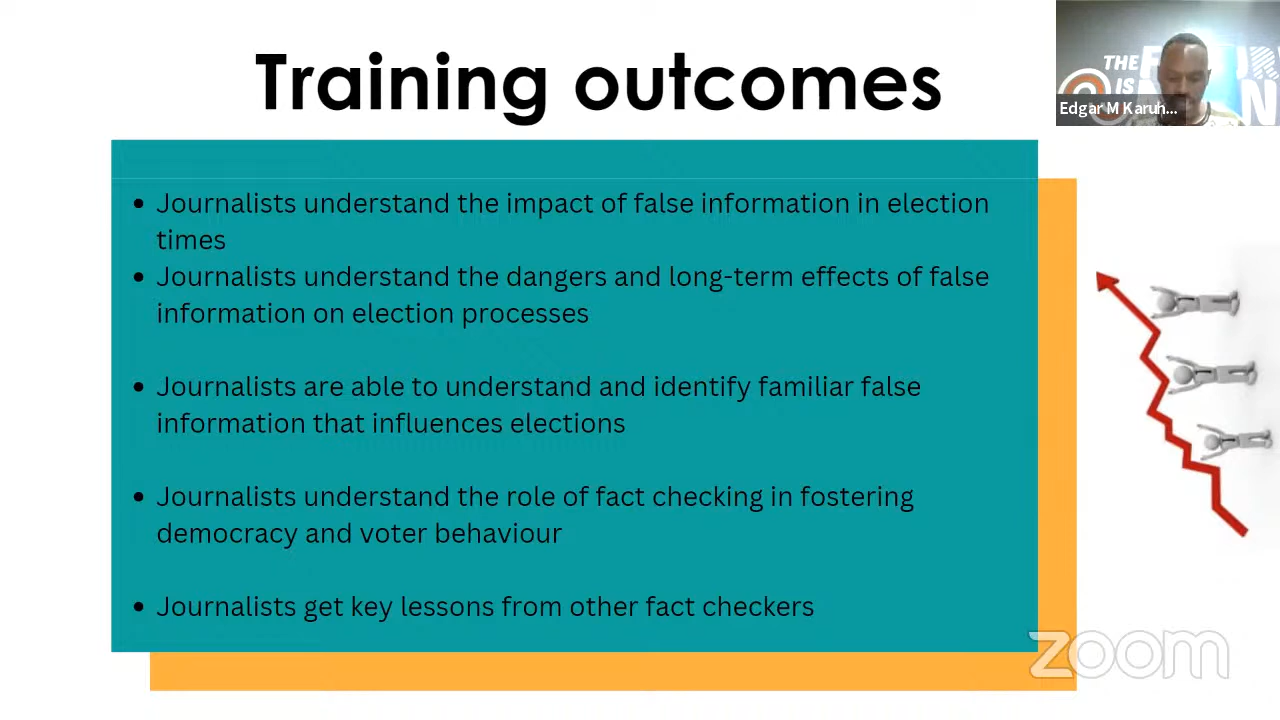 Training outcomes
THE
IS
Edgar M Karuh...
• Journalists understand the impact of false information in election
times
• Journalists understand the dangers and long-term effects of false
information on election processes
• Journalists are able to understand and identify familiar false
information that influences elections
• Journalists understand the role of fact checking in fostering
democracy and voter behaviour
• Journalists get key lessons from other fact checkers
zoom